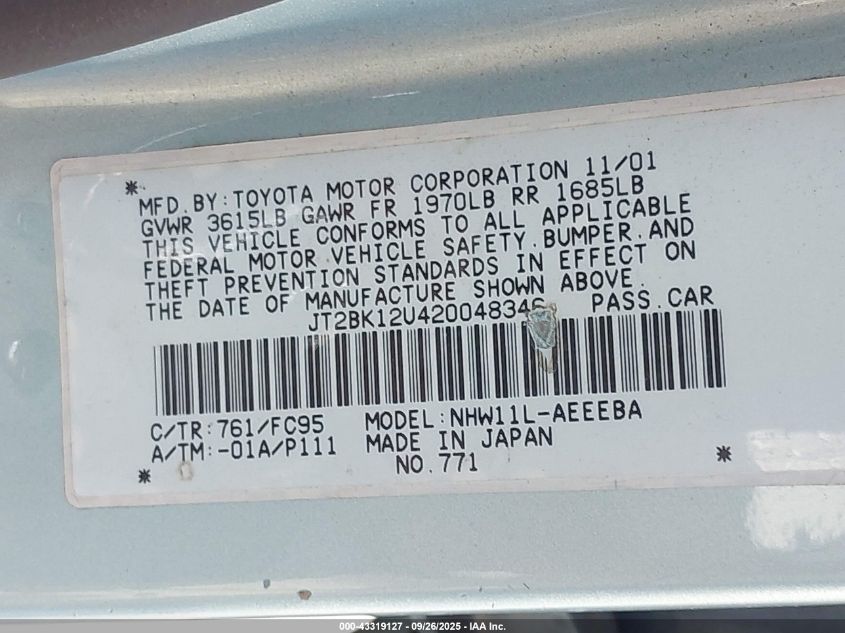 * MFD.BY:TOYOTA MOTOR CORPORATION 11/01
GVWR 3615LB GAWR FR 1970LB RR 1685LB
THIS VEHICLE CONFORMS TO ALL APPLICABLE
FEDERAL MOTOR VEHICLE SAFETY.BUMPER.AND
THEFT PREVENTION STANDARDS IN EFFECT ON
THE DATE OF MANUFACTURE SHOWN ABOVE.
JT2BK12U420048346 PASS.CAR
C/TR:761/FC95 MODEL:NHW11L-AEEEBA
A/TM:-01A/P111 MADE IN JAPAN
* NO.771 *
000-43319127 - 09/26/2025 - IAA Inc.